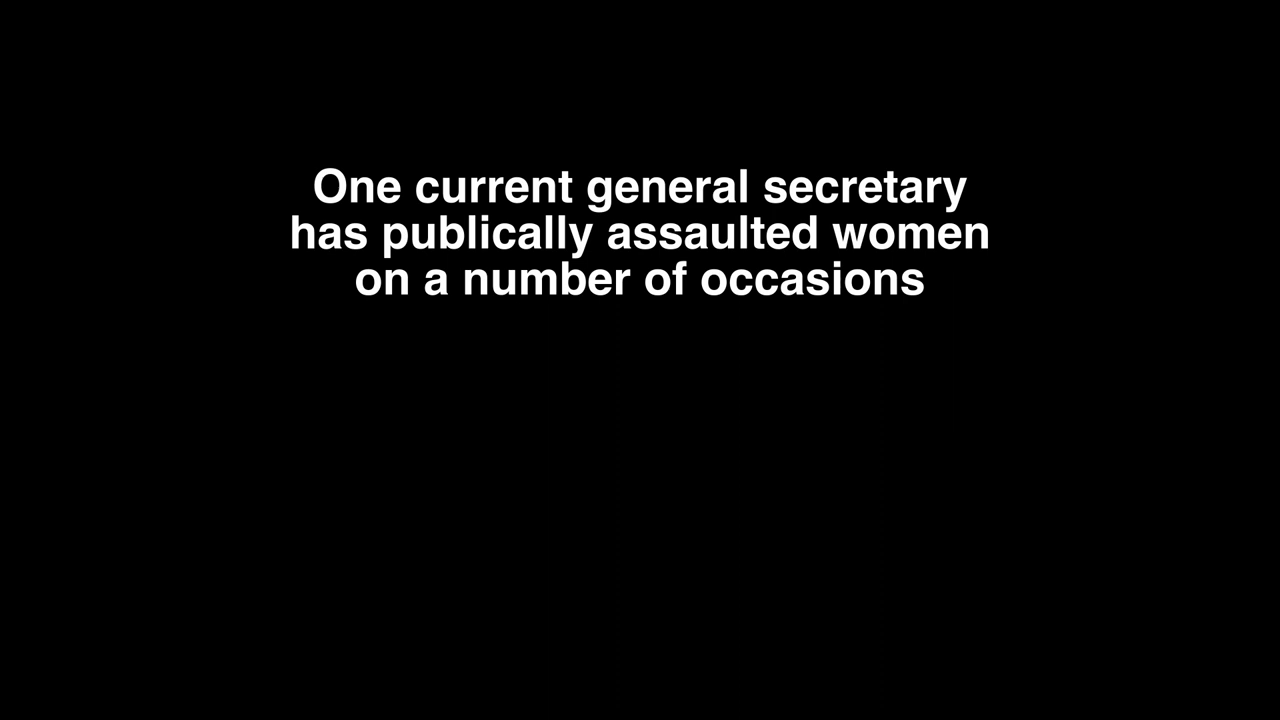 One current general secretary
has publically assaulted women
on a number of occasions